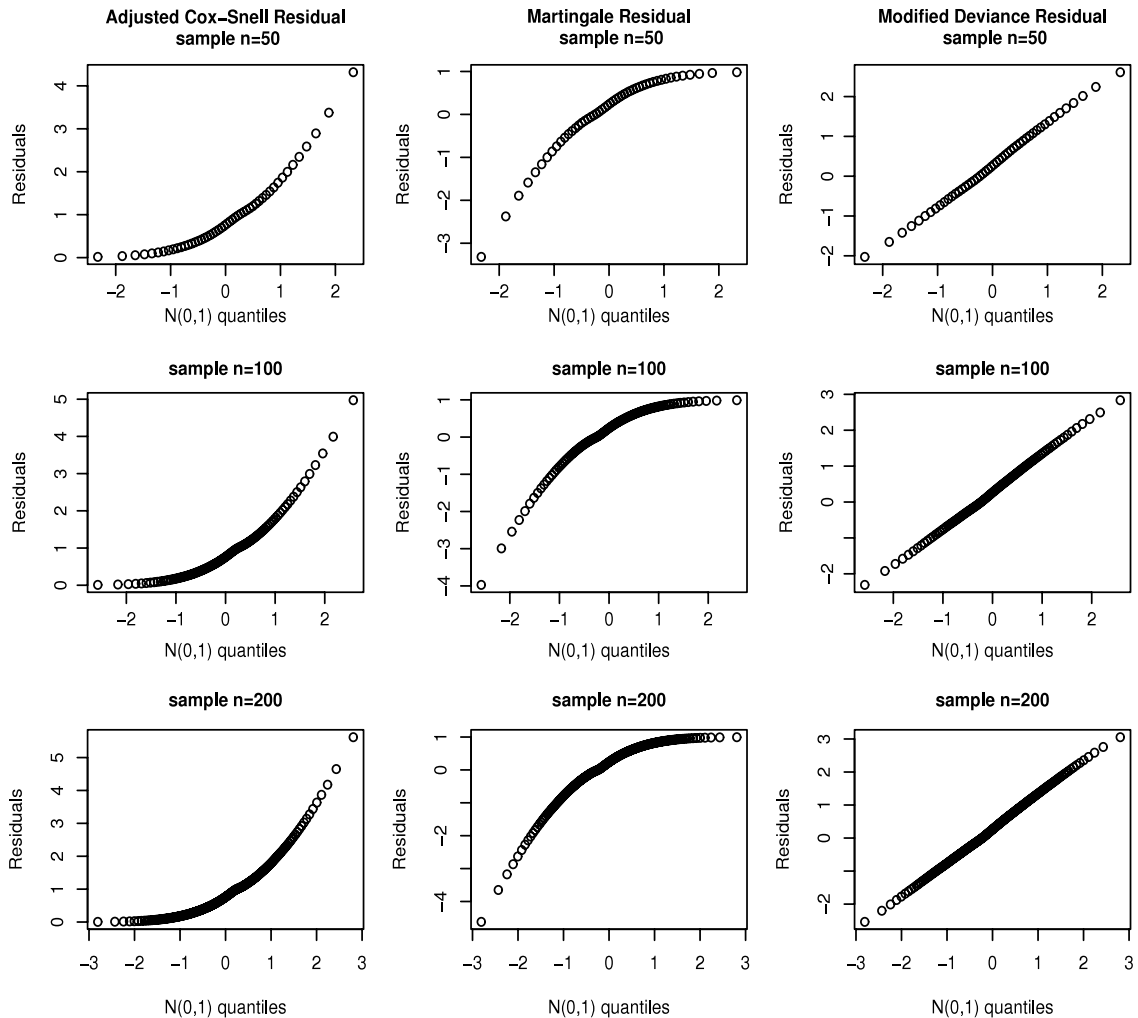 Adjusted Cox−Snell Residual
sample n=50
Residuals
4
3
2
1
0
−2 −1 0 1 2
N(0,1) quantiles
Martingale Residual
sample n=50
Residuals
1
0
−1
−2
−3
−2 −1 0 1 2
N(0,1) quantiles
Modified Deviance Residual
sample n=50
Residuals
2
1
0
−1
−2
−2 −1 0 1 2
N(0,1) quantiles
sample n=100
Residuals
5
4
3
2
1
0
−2 −1 0 1 2
N(0,1) quantiles
sample n=100
Residuals
1
0
−1
−2
−3
−4
−2 −1 0 1 2
N(0,1) quantiles
sample n=100
Residuals
3
2
1
0
−2
−2 −1 0 1 2
N(0,1) quantiles
sample n=200
Residuals
5
4
3
2
1
0
−3 −2 −1 0 1 2 3
N(0,1) quantiles
sample n=200
Residuals
1
0
−2
−4
−3 −2 −1 0 1 2 3
N(0,1) quantiles
sample n=200
Residuals
3
2
1
0
−2
−3 −2 −1 0 1 2 3
N(0,1) quantiles